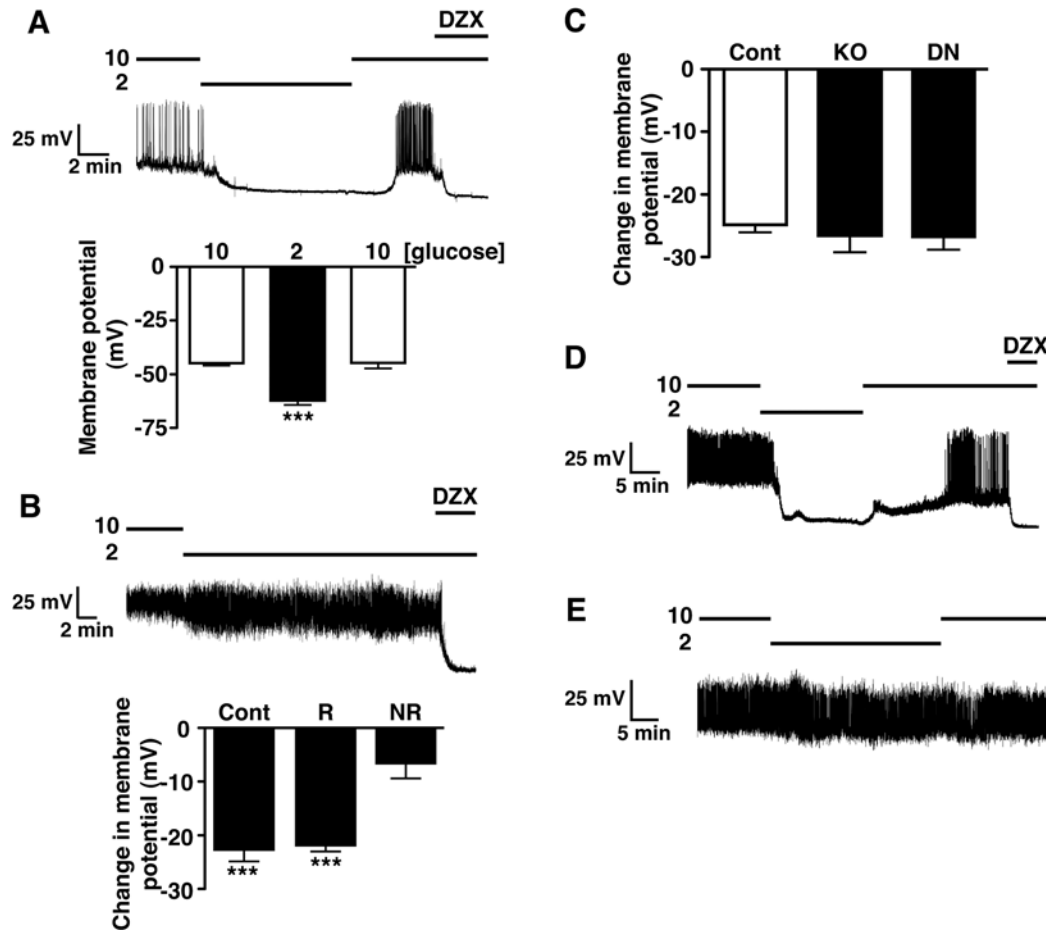 A
DZX
10
2
25 mV
2 min
10 2 10 [glucose]
0
-25
-50
-75
Membrane potential
(mV)
***
B
DZX
10
2
25 mV
2 min
Cont R NR
0
-10
-20
-30
Change in membrane
potential (mV)
*** ***
C
Cont KO DN
0
-10
-20
-30
Change in membrane
potential (mV)
D
DZX
10
2
25 mV
5 min
E
10
2
25 mV
5 min